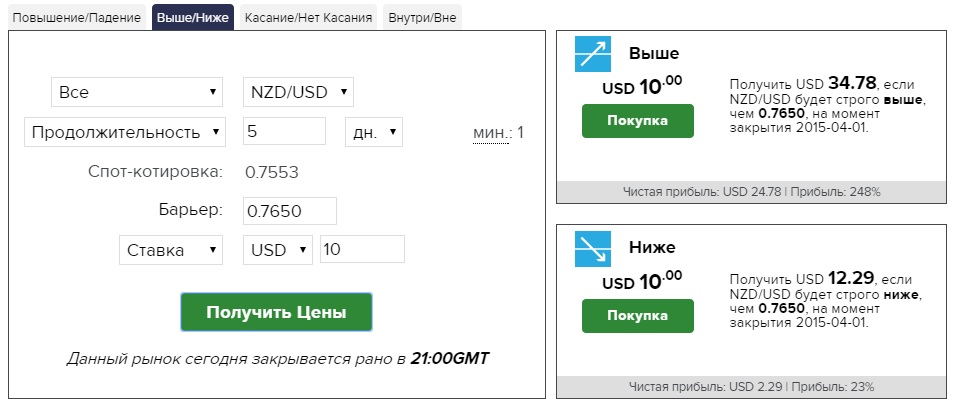 Повышение/Падение
Выше/Ниже
Касание/Нет Касания
Внутри/Вне
Все
NZD/USD
Продолжительность
5
дн.
мин.: 1
Спот-котировка: 0.7553
Барьер: 0.7650
Ставка
USD
10
Получить Цены
Данный рынок сегодня закрывается рано в 21:00GMT
Выше
USD 10.00
Покупка
Получить USD 34.78, если
NZD/USD будет строго выше,
чем 0.7650, на момент
закрытия 2015-04-01.
Чистая прибыль: USD 24.78 | Прибыль: 248%
Ниже
USD 10.00
Покупка
Получить USD 12.29, если
NZD/USD будет строго ниже,
чем 0.7650, на момент
закрытия 2015-04-01.
Чистая прибыль: USD 2.29 | Прибыль: 23%